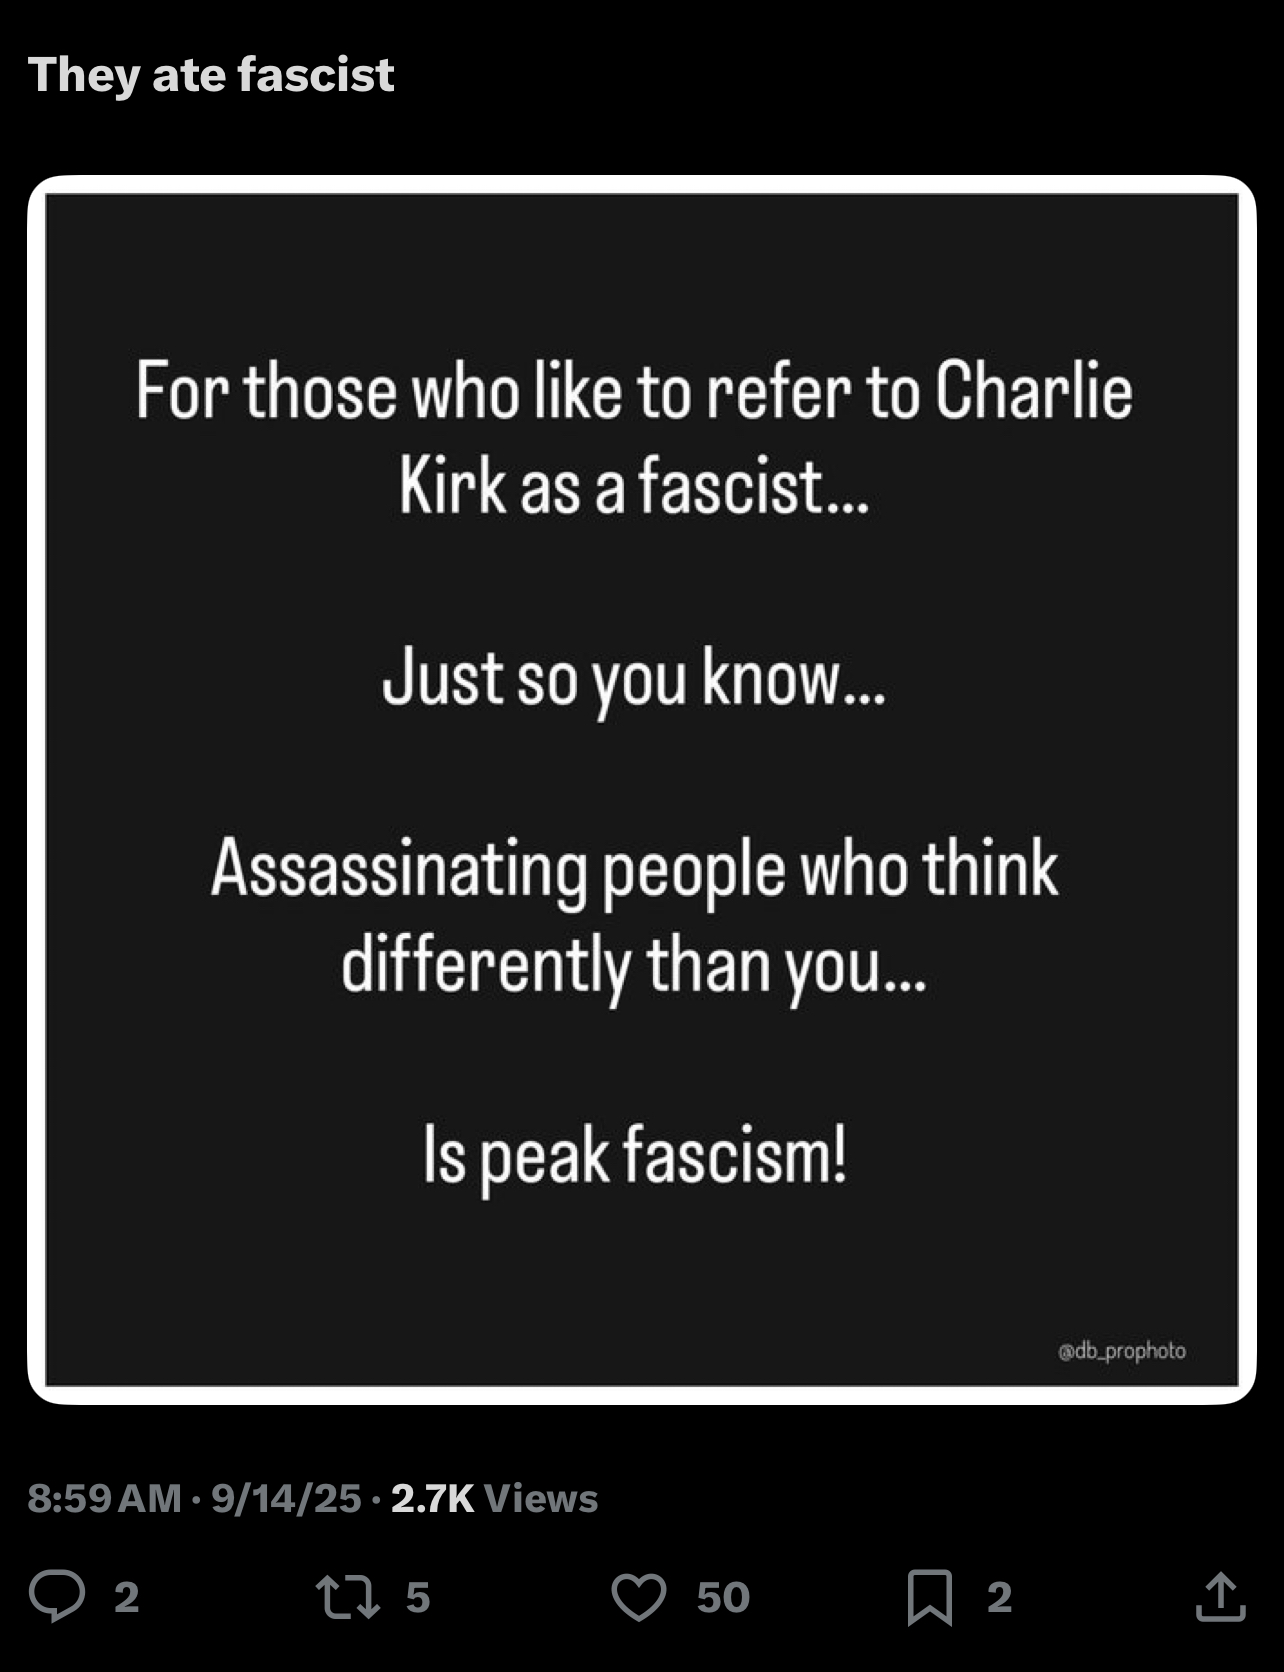 They ate fascist
For those who like to refer to Charlie
Kirk as a fascist...
Just so you know...
Assassinating people who think
differently than you...
Is peak fascism!
@db_prophoto
8:59 AM · 9/14/25 · 2.7K Views
2 5 50 2